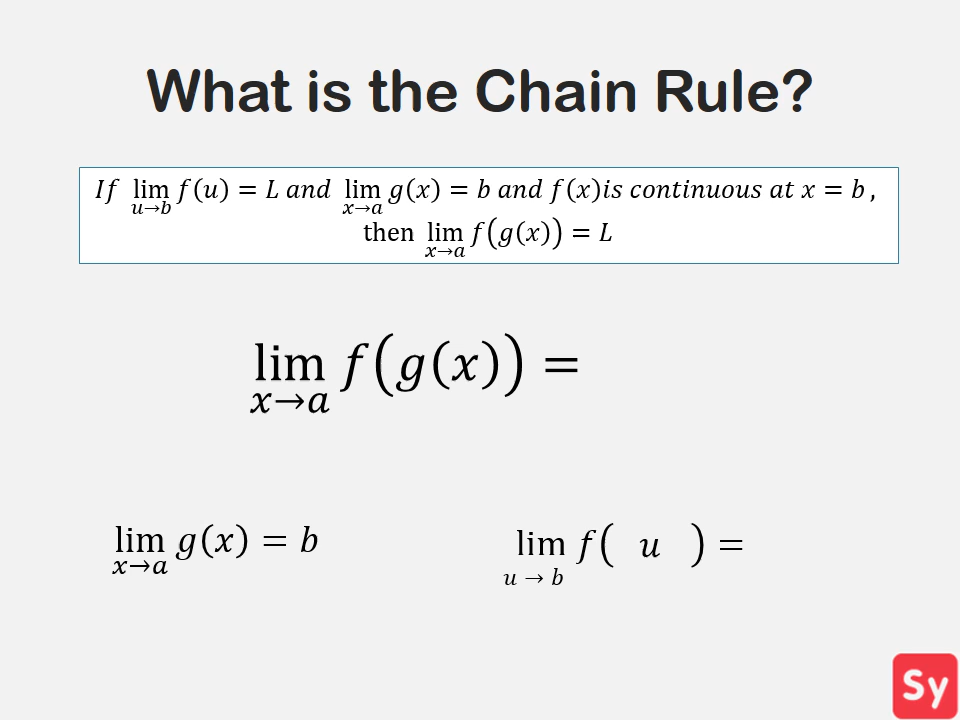 What is the Chain Rule?
If lim f(u) = L and lim g(x) = b and f(x) is continuous at x = b ,
u→b x→a
then lim f(g(x)) = L
x→a
lim f(g(x)) =
x→a
lim g(x) = b lim f( u ) =
x→a u → b
Sy